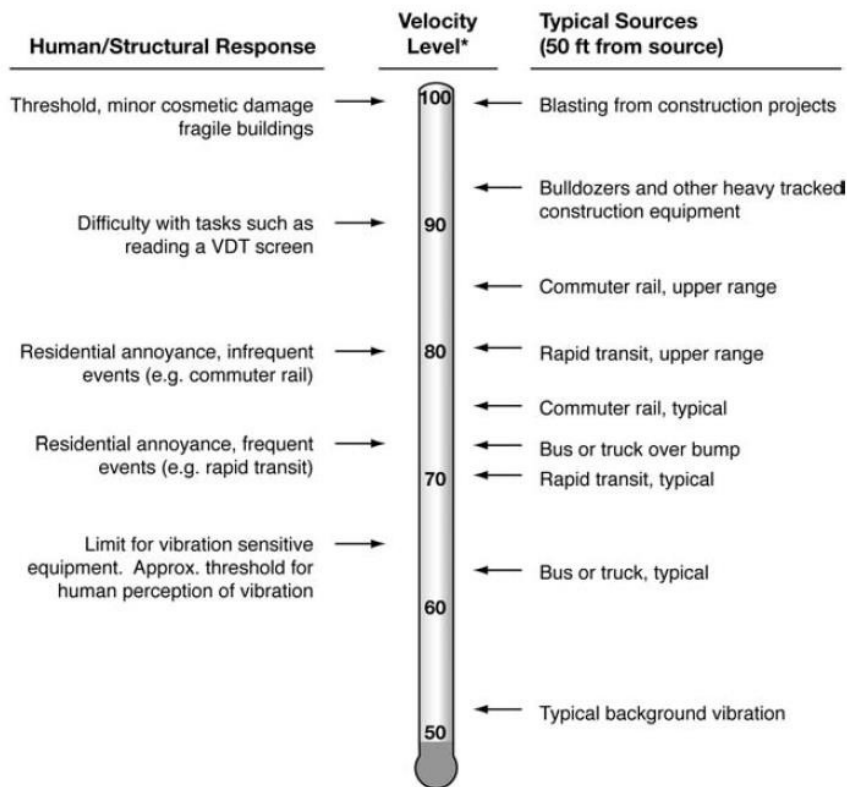 Human/Structural Response
Velocity
Level*
Typical Sources
(50 ft from source)
Threshold, minor cosmetic damage
fragile buildings
100
Blasting from construction projects
Bulldozers and other heavy tracked
construction equipment
Difficulty with tasks such as
reading a VDT screen
90
Commuter rail, upper range
Residential annoyance, infrequent
events (e.g. commuter rail)
80
Rapid transit, upper range
Commuter rail, typical
Residential annoyance, frequent
events (e.g. rapid transit)
Bus or truck over bump
70
Rapid transit, typical
Limit for vibration sensitive
equipment. Approx. threshold for
human perception of vibration
Bus or truck, typical
60
Typical background vibration
50